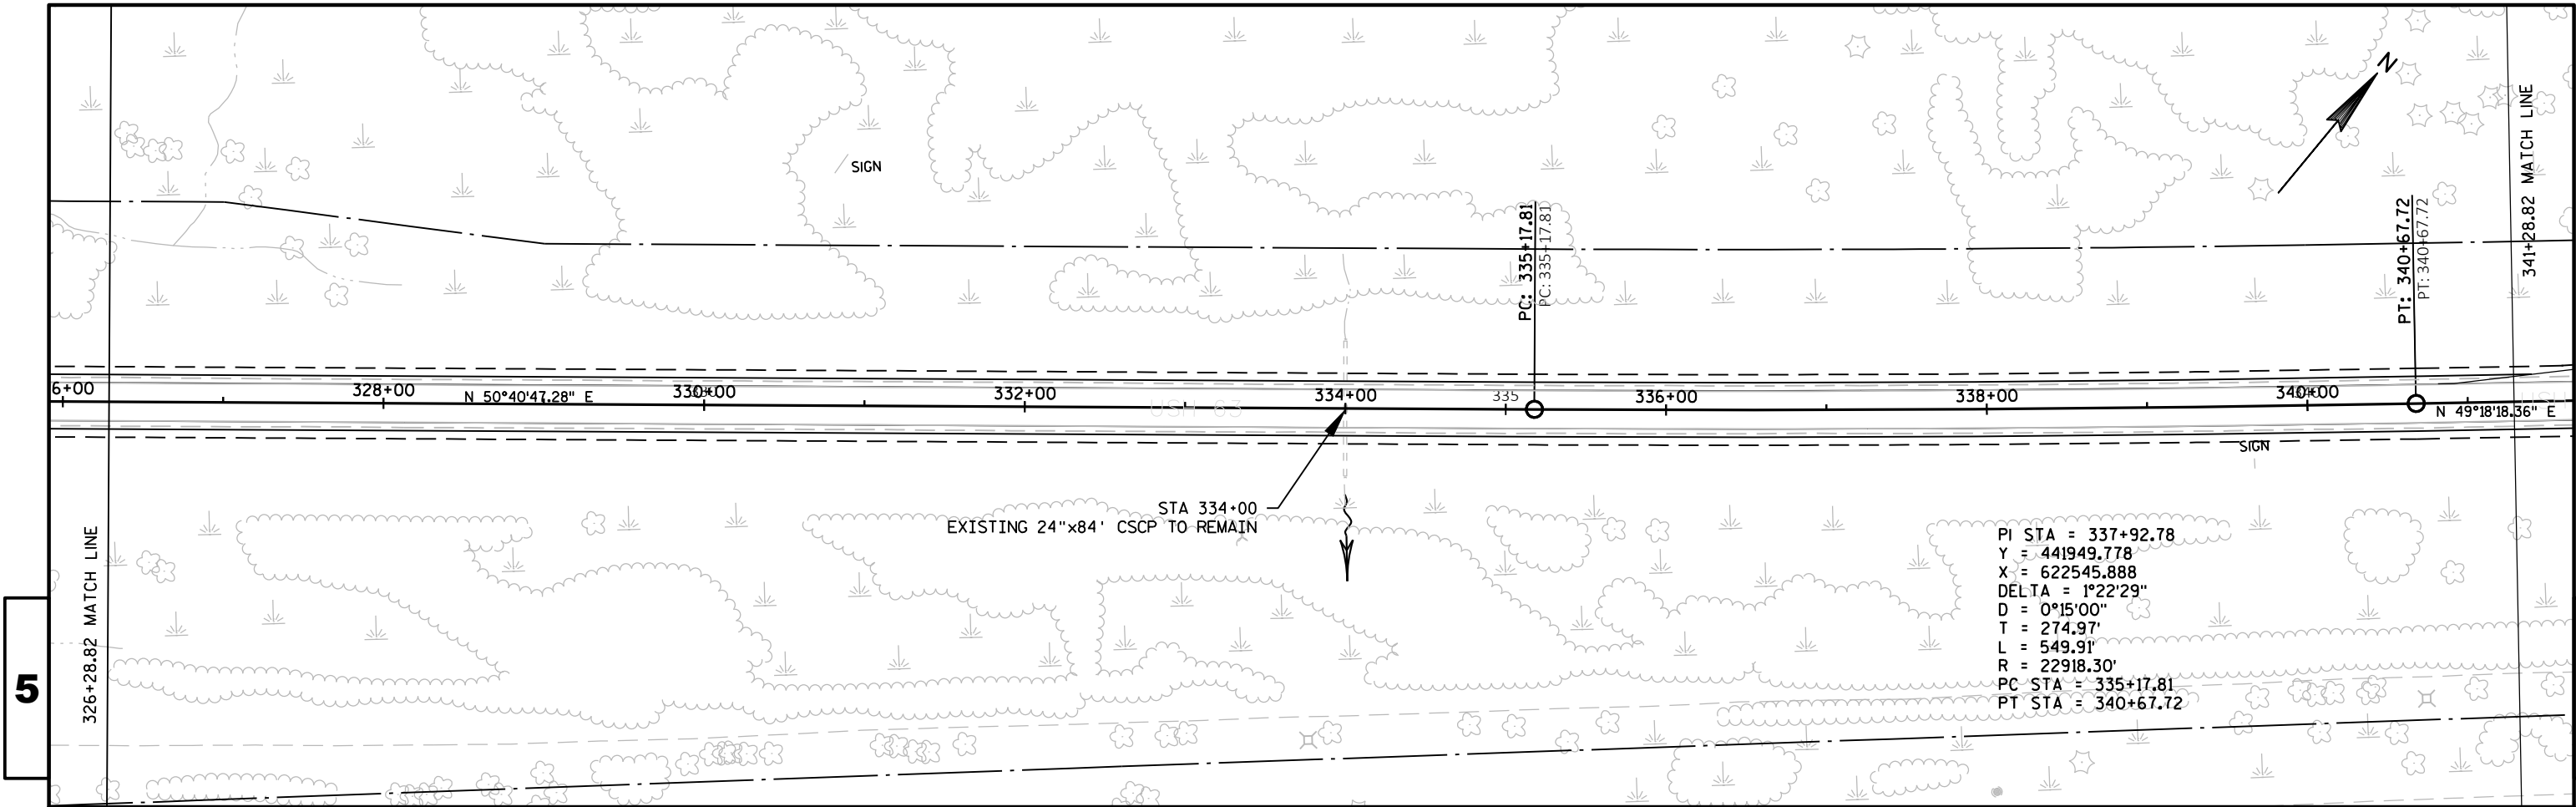 N
SIGN
PC: 335+17.81
PC: 335+17.81
PT: 340+67.72
PT: 340+67.72
341+28.82 MATCH LINE
6+00
328+00
N 50°40'47.28" E
330+00
332+00
USH 63
334+00
335
336+00
338+00
340+00
N 49°18'18.36" E
SIGN
STA 334+00
EXISTING 24"x84' CSCP TO REMAIN
326+28.82 MATCH LINE
PI STA = 337+92.78
Y = 441949.778
X = 622545.888
DELTA = 1°22'29"
D = 0°15'00"
T = 274.97'
L = 549.91'
R = 22918.30'
PC STA = 335+17.81
PT STA = 340+67.72
5